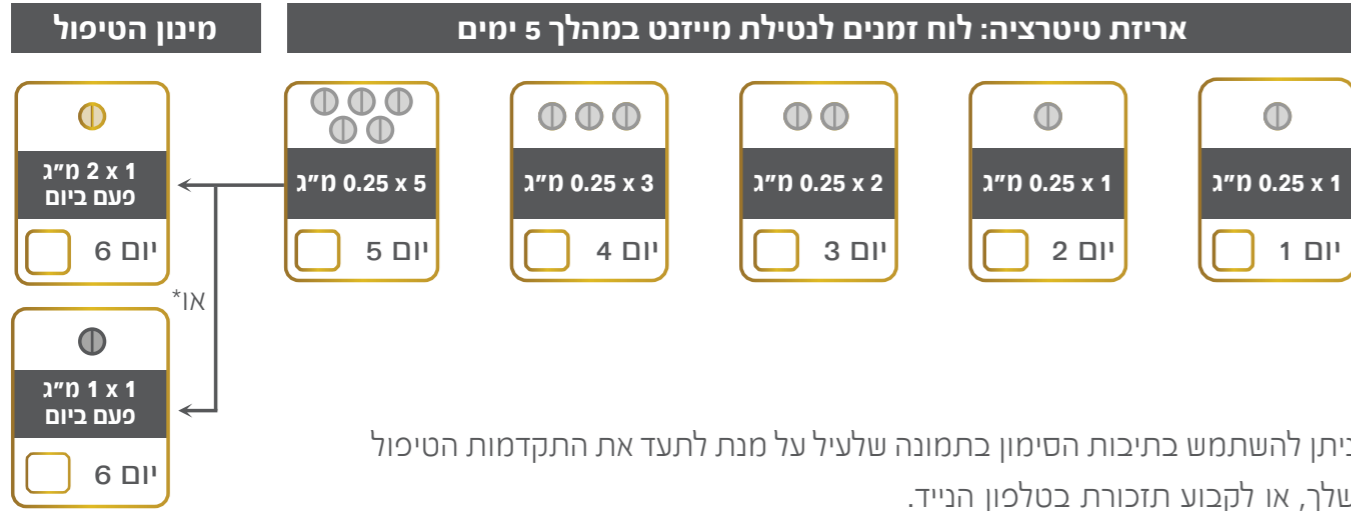 אריזת טיטרציה: לוח זמנים לנטילת מייזנט במהלך 5 ימים
מינון הטיפול
1 x 0.25 מ״ג
יום 1
1 x 0.25 מ״ג
יום 2
2 x 0.25 מ״ג
יום 3
3 x 0.25 מ״ג
יום 4
5 x 0.25 מ״ג
יום 5
1 x 2 מ״ג
פעם ביום
יום 6
או*
1 x 1 מ״ג
פעם ביום
יום 6
ניתן להשתמש בתיבות הסימון בתמונה שלעיל על מנת לתעד את התקדמות הטיפול
שלך, או לקבוע תזכורת בטלפון הנייד.